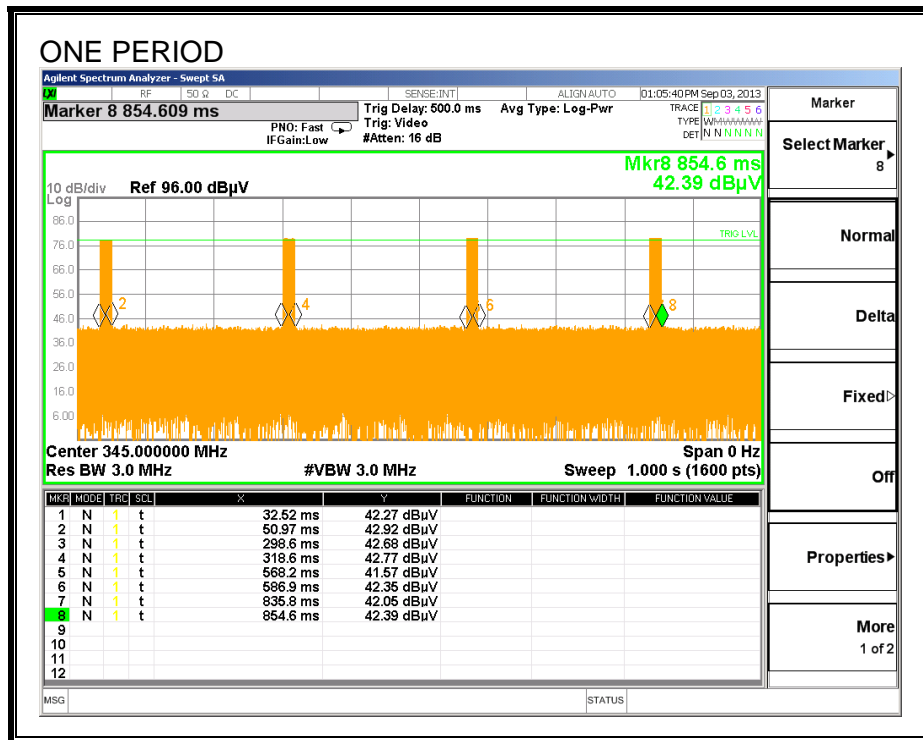 ONE PERIOD
Agilent Spectrum Analyzer - Swept SA
LXI RF 50 Ω DC SENSE:INT ALIGN AUTO 01:05:40 PM Sep 03, 2013
Marker 8 854.609 ms
Trig Delay: 500.0 ms Avg Type: Log-Pwr
PNO: Fast Trig: Video
IFGain:Low #Atten: 16 dB
TRACE 1 2 3 4 5 6
TYPE WMWWWWW
DET N N N N N N
Mkr8 854.6 ms
42.39 dBµV
10 dB/div Ref 96.00 dBµV
Log
86.0
76.0
66.0
56.0
46.0
36.0
26.0
16.0
6.00
TRIG LVL
2 4 6 8
Center 345.000000 MHz Span 0 Hz
Res BW 3.0 MHz #VBW 3.0 MHz Sweep 1.000 s (1600 pts)
MKR MODE TRC SCL X Y FUNCTION FUNCTION WIDTH FUNCTION VALUE
1 N 1 t 32.52 ms 42.27 dBµV
2 N 1 t 50.97 ms 42.92 dBµV
3 N 1 t 298.6 ms 42.68 dBµV
4 N 1 t 318.6 ms 42.77 dBµV
5 N 1 t 568.2 ms 41.57 dBµV
6 N 1 t 586.9 ms 42.35 dBµV
7 N 1 t 835.8 ms 42.05 dBµV
8 N 1 t 854.6 ms 42.39 dBµV
9
10
11
12
MSG STATUS
Marker
Select Marker
8
Normal
Delta
Fixed
Off
Properties
More
1 of 2